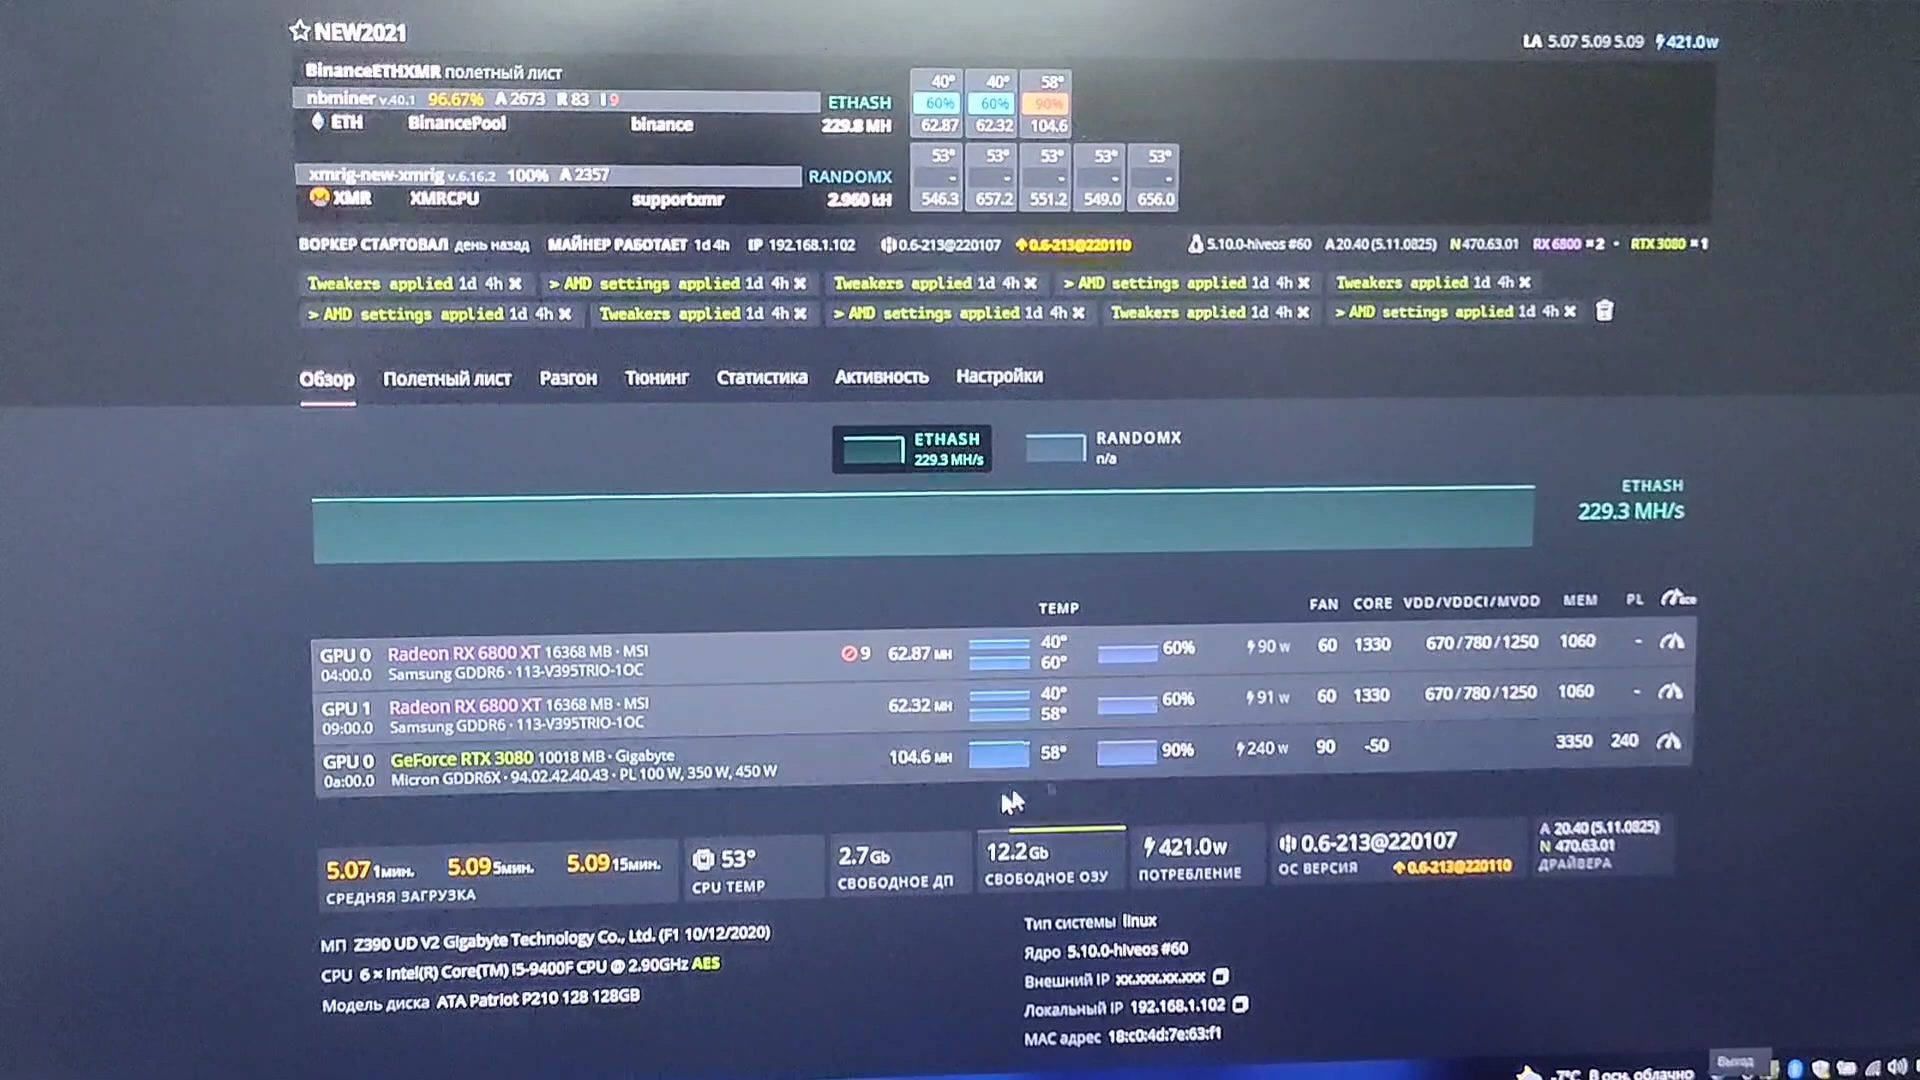 NEW2021
LA 5.07 5.09 5.09 421.0w
BinanceETHXMR полетный лист
nbminer v.40.1 96.67% A 2673 R 83 I 9
ETHASH
40° 40° 58°
60% 60% 90%
ETH BinancePool binance 229.8 MH
62.87 62.32 104.6
xmrig-new-xmrig v.6.16.2 100% A 2357
RANDOMX
53° 53° 53° 53° 53°
- - - - -
XMR XMRCPU supportxmr 2.960 kH
546.3 657.2 551.2 549.0 656.0
ВОРКЕР СТАРТОВАЛ день назад МАЙНЕР РАБОТАЕТ 1d 4h IP 192.168.1.102 0.6-213@220107 0.6-213@220110 5.10.0-hiveos #60 A 20.40 (5.11.0825) N 470.63.01 RX 6800 × 2 · RTX 3080 × 1
Tweakers applied 1d 4h ✖ > AMD settings applied 1d 4h ✖ Tweakers applied 1d 4h ✖ > AMD settings applied 1d 4h ✖ Tweakers applied 1d 4h ✖
> AMD settings applied 1d 4h ✖ Tweakers applied 1d 4h ✖ > AMD settings applied 1d 4h ✖ Tweakers applied 1d 4h ✖ > AMD settings applied 1d 4h ✖
Обзор Полетный лист Разгон Тюнинг Статистика Активность Настройки
ETHASH
229.3 MH/s
RANDOMX
n/a
ETHASH
229.3 MH/s
TEMP FAN CORE VDD/VDDCI/MVDD MEM PL
GPU 0 Radeon RX 6800 XT 16368 MB · MSI 9 62.87 MH 40° 60% 90 w 60 1330 670 / 780 / 1250 1060 -
04:00.0 Samsung GDDR6 · 113-V395TRIO-1OC 60°
GPU 1 Radeon RX 6800 XT 16368 MB · MSI 62.32 MH 40° 60% 91 w 60 1330 670 / 780 / 1250 1060 -
09:00.0 Samsung GDDR6 · 113-V395TRIO-1OC 58°
GPU 0 GeForce RTX 3080 10018 MB · Gigabyte 104.6 MH 58° 90% 240 w 90 -50 3350 240
0a:00.0 Micron GDDR6X · 94.02.42.40.43 · PL 100 W, 350 W, 450 W
5.07 1мин. 5.09 5мин. 5.09 15мин.
СРЕДНЯЯ ЗАГРУЗКА
53°
CPU TEMP
2.7Gb
СВОБОДНОЕ ДП
12.2Gb
СВОБОДНОЕ ОЗУ
421.0w
ПОТРЕБЛЕНИЕ
0.6-213@220107
ОС ВЕРСИЯ 0.6-213@220110
A 20.40 (5.11.0825)
N 470.63.01
ДРАЙВЕРА
МП Z390 UD V2 Gigabyte Technology Co., Ltd. (F1 10/12/2020)
CPU 6 × Intel(R) Core(TM) i5-9400F CPU @ 2.90GHz AES
Модель диска ATA Patriot P210 128 128GB
Тип системы linux
Ядро 5.10.0-hiveos #60
Внешний IP xx.xxx.xx.xxx
Локальный IP 192.168.1.102
MAC адрес 18:c0:4d:7e:63:f1
Выход
-7°C В осн. облачно